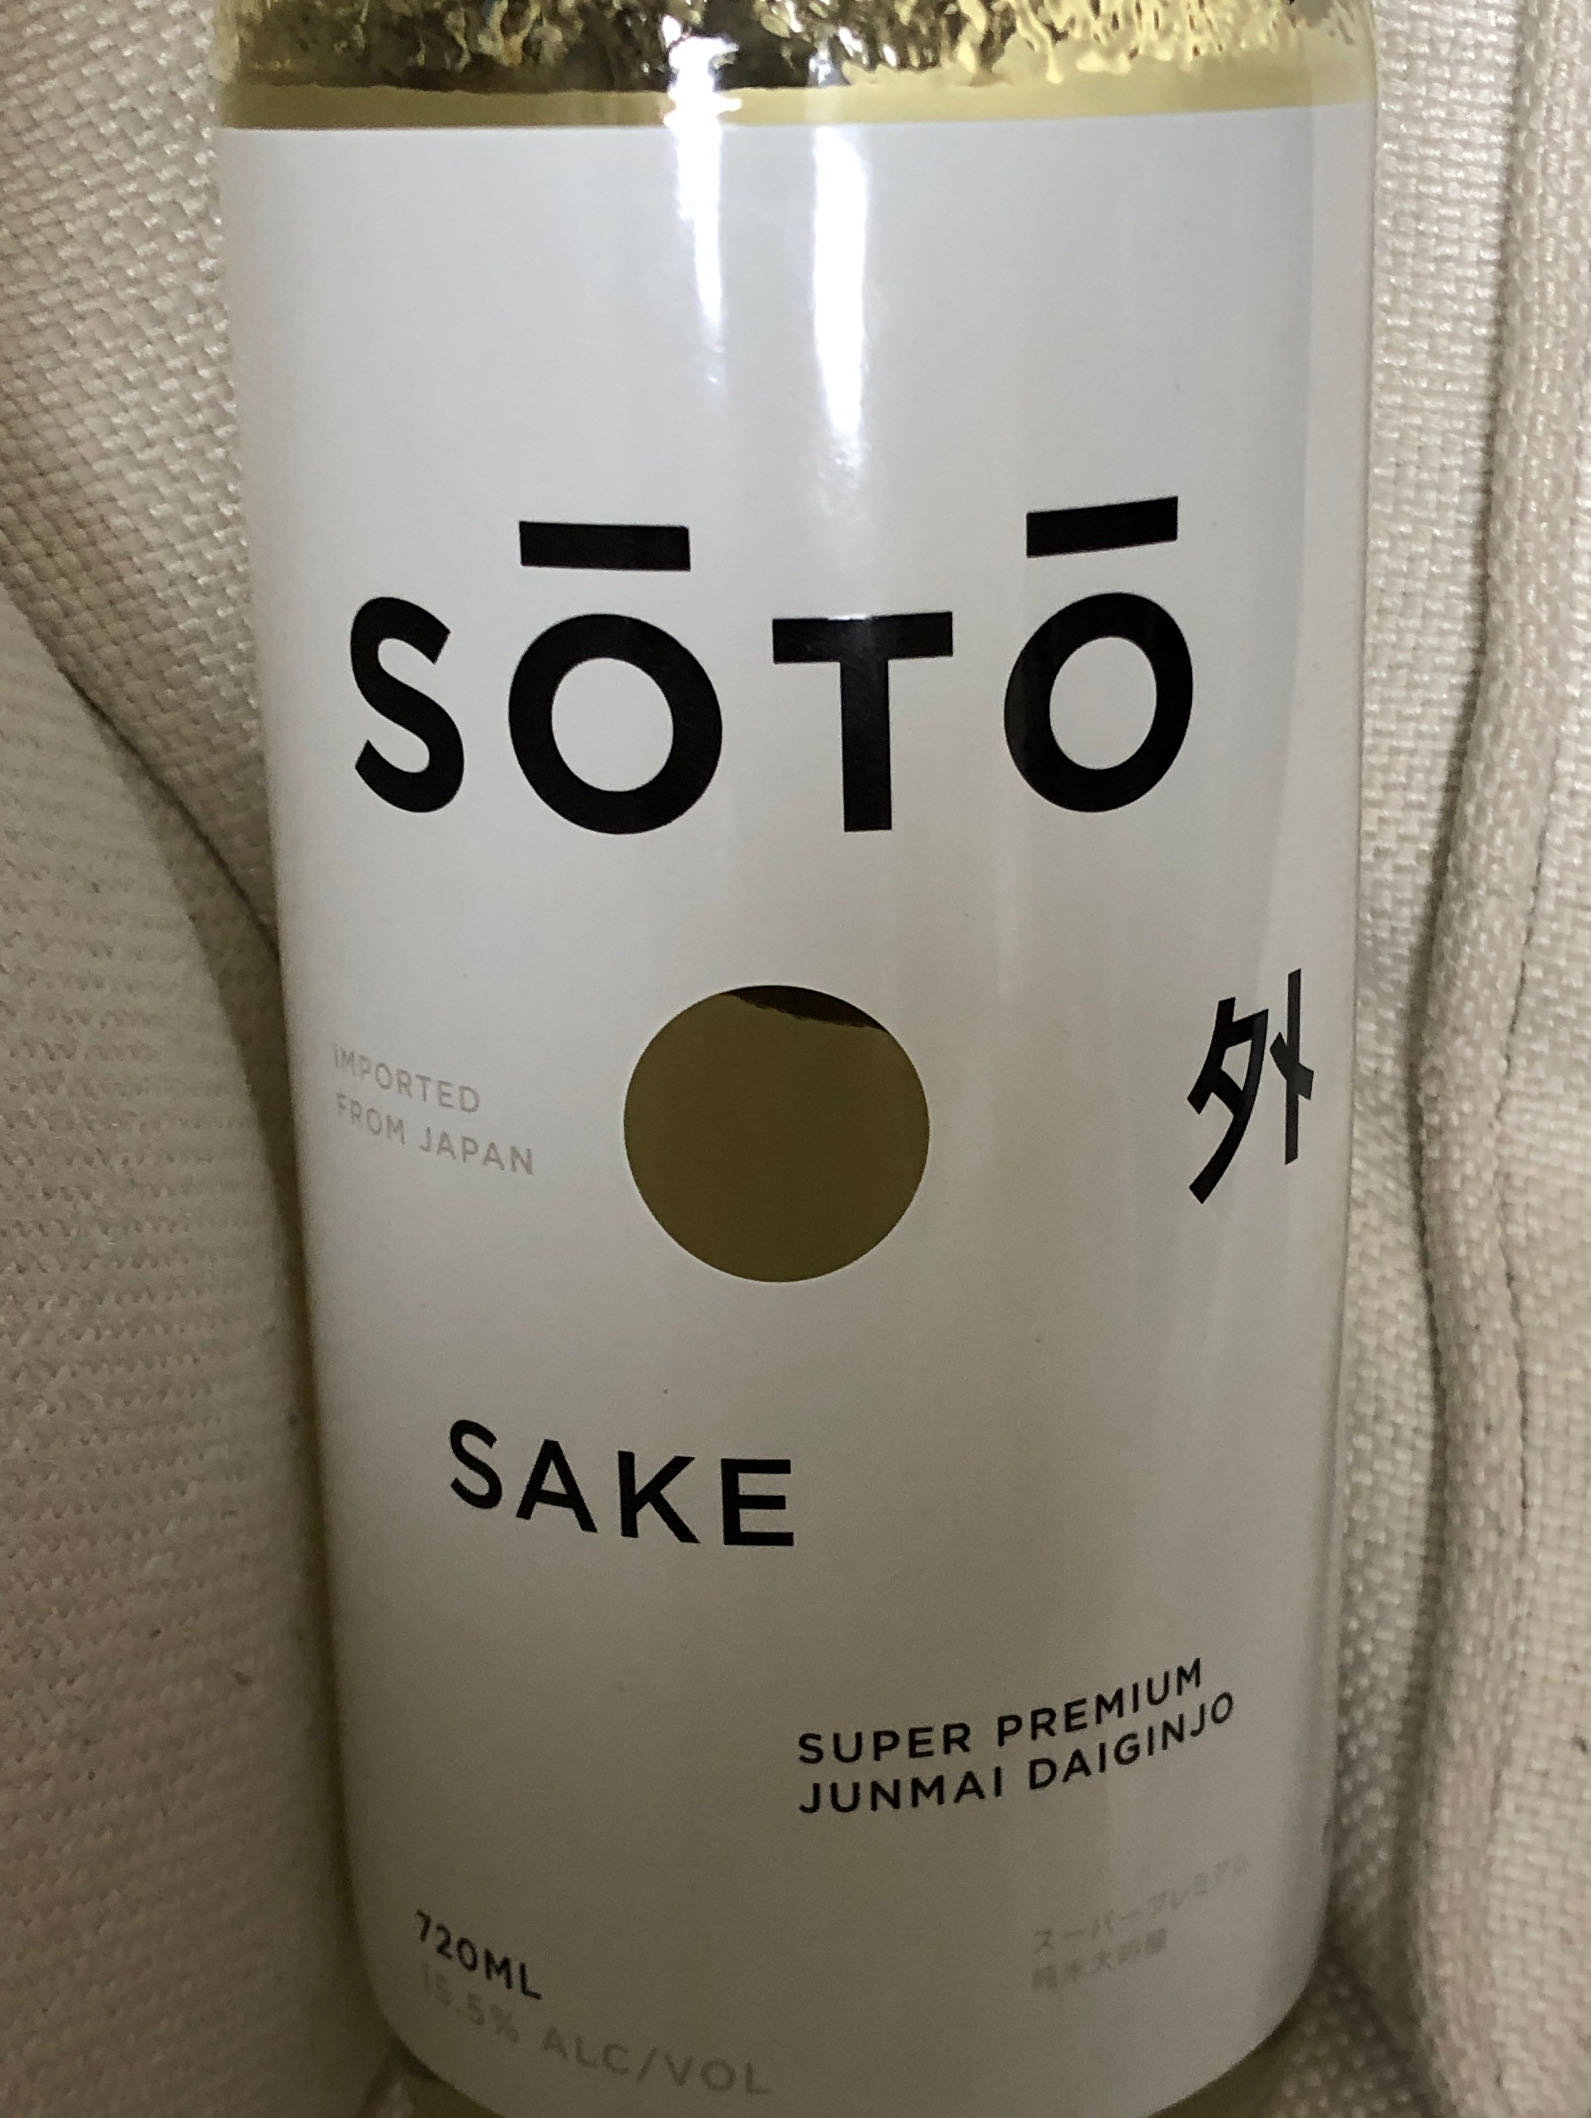 SŌTŌ
外
IMPORTED
FROM JAPAN
SAKE
SUPER PREMIUM
JUNMAI DAIGINJO
スーパープレミアム
純米大吟醸
720ML
15.5% ALC/VOL